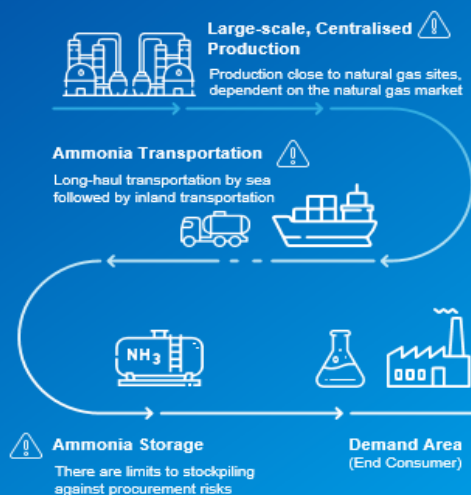 Large-scale, Centralised
Production
Production close to natural gas sites,
dependent on the natural gas market
Ammonia Transportation
Long-haul transportation by sea
followed by inland transportation
NH3
Ammonia Storage
There are limits to stockpiling
against procurement risks
Demand Area
(End Consumer)